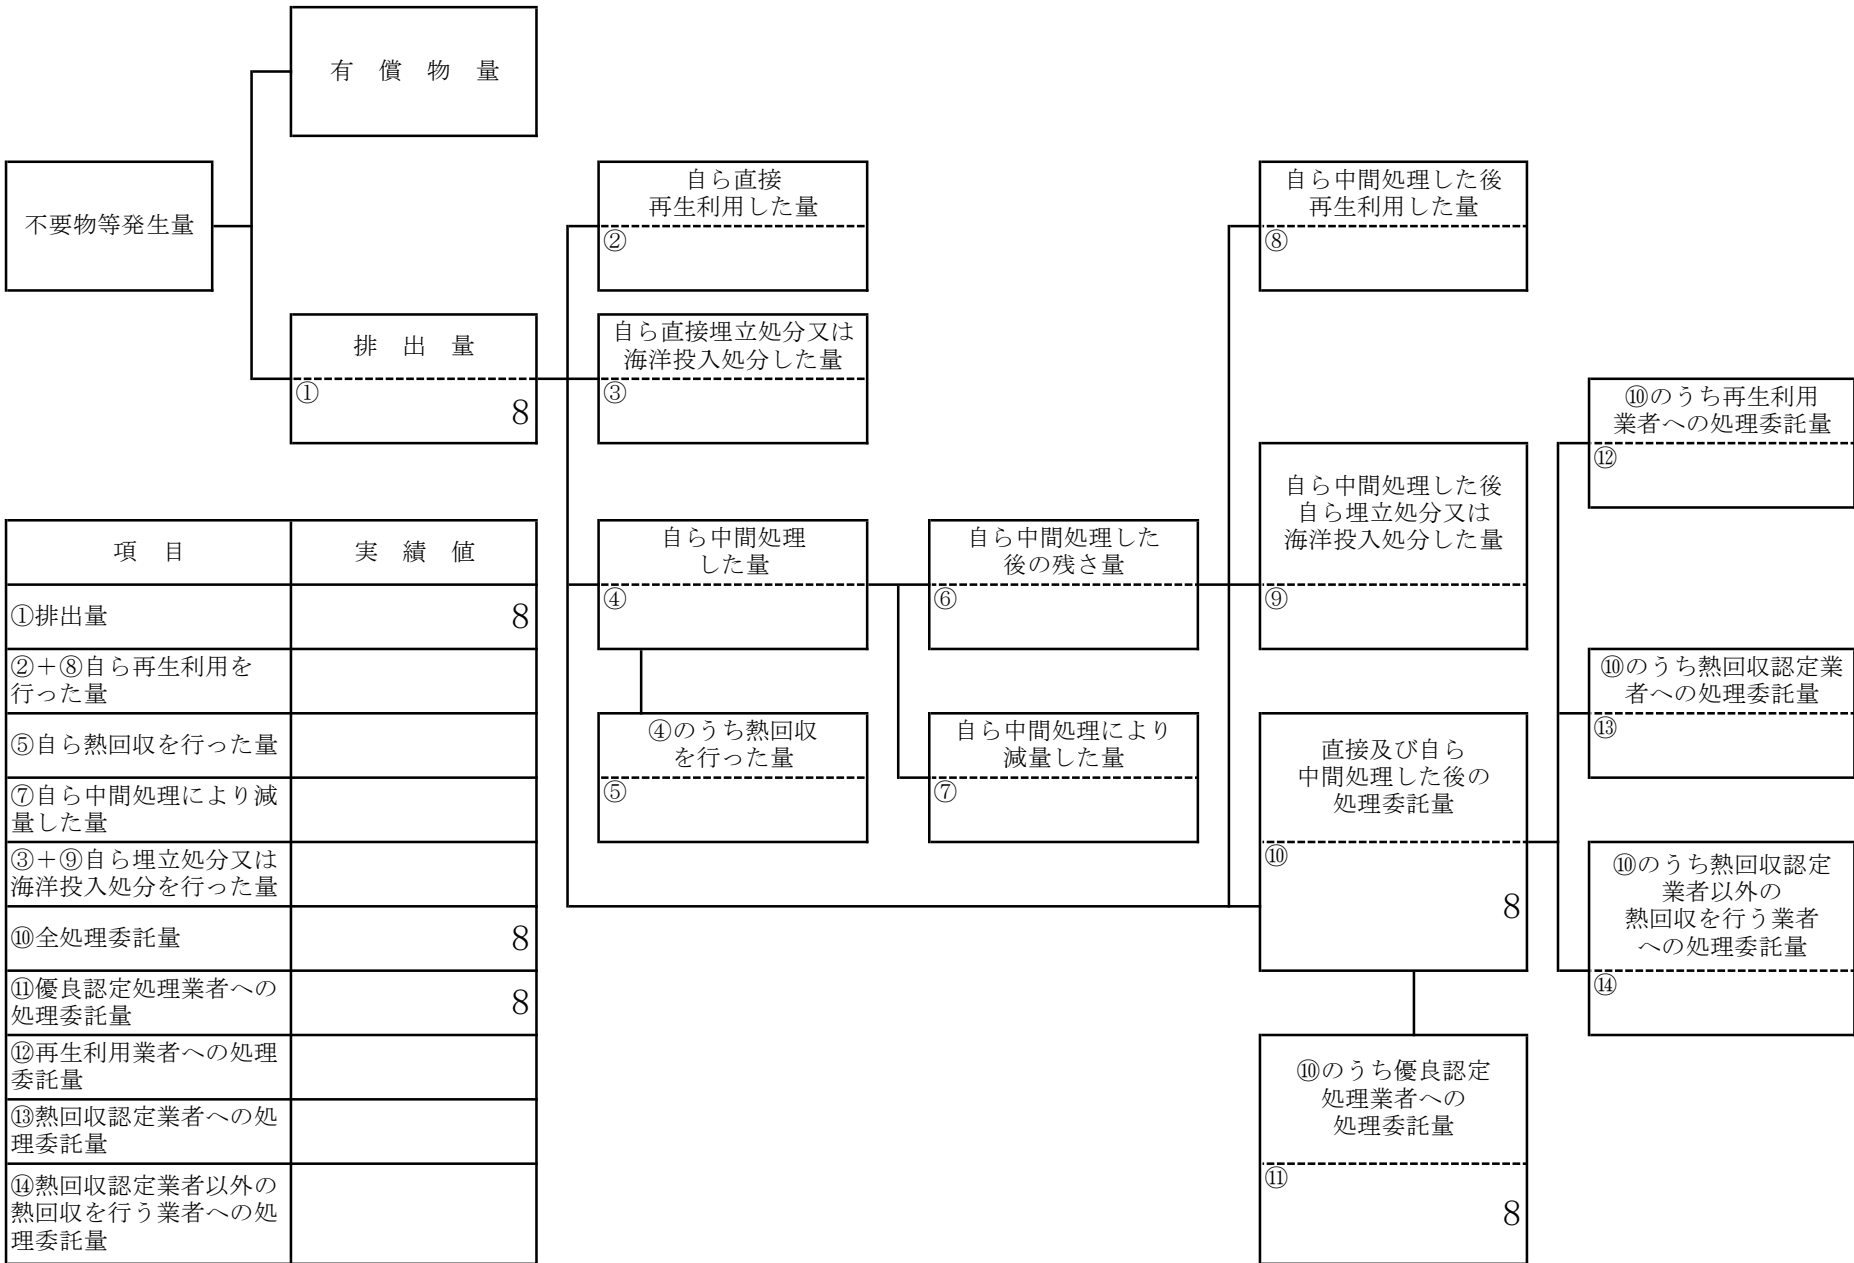 有　償　物　量
不要物等発生量
排　出　量
①
8
自ら直接
再生利用した量
②
自ら直接埋立処分又は
海洋投入処分した量
③
自ら中間処理
した量
④
④のうち熱回収
を行った量
⑤
自ら中間処理した
後の残さ量
⑥
自ら中間処理により
減量した量
⑦
自ら中間処理した後
再生利用した量
⑧
自ら中間処理した後
自ら埋立処分又は
海洋投入処分した量
⑨
直接及び自ら
中間処理した後の
処理委託量
⑩
8
⑩のうち優良認定
処理業者への
処理委託量
⑪
8
⑩のうち再生利用
業者への処理委託量
⑫
⑩のうち熱回収認定業
者への処理委託量
⑬
⑩のうち熱回収認定
業者以外の
熱回収を行う業者
への処理委託量
⑭
項　目　実　績　値
①排出量　8
②＋⑧自ら再生利用を
行った量
⑤自ら熱回収を行った量
⑦自ら中間処理により減
量した量
③＋⑨自ら埋立処分又は
海洋投入処分を行った量
⑩全処理委託量　8
⑪優良認定処理業者への
処理委託量　8
⑫再生利用業者への処理
委託量
⑬熱回収認定業者への処
理委託量
⑭熱回収認定業者以外の
熱回収を行う業者への処
理委託量